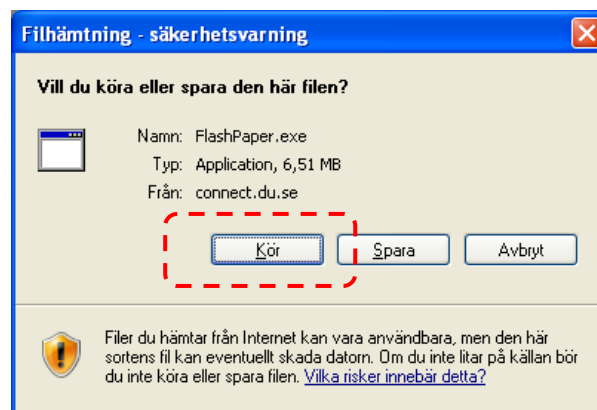 Filhämtning - säkerhetsvarning
Vill du köra eller spara den här filen?
Namn: FlashPaper.exe
Typ: Application, 6,51 MB
Från: connect.du.se
Kör Spara Avbryt
Filer du hämtar från Internet kan vara användbara, men den här
sortens fil kan eventuellt skada datorn. Om du inte litar på källan bör
du inte köra eller spara filen. Vilka risker innebär detta?